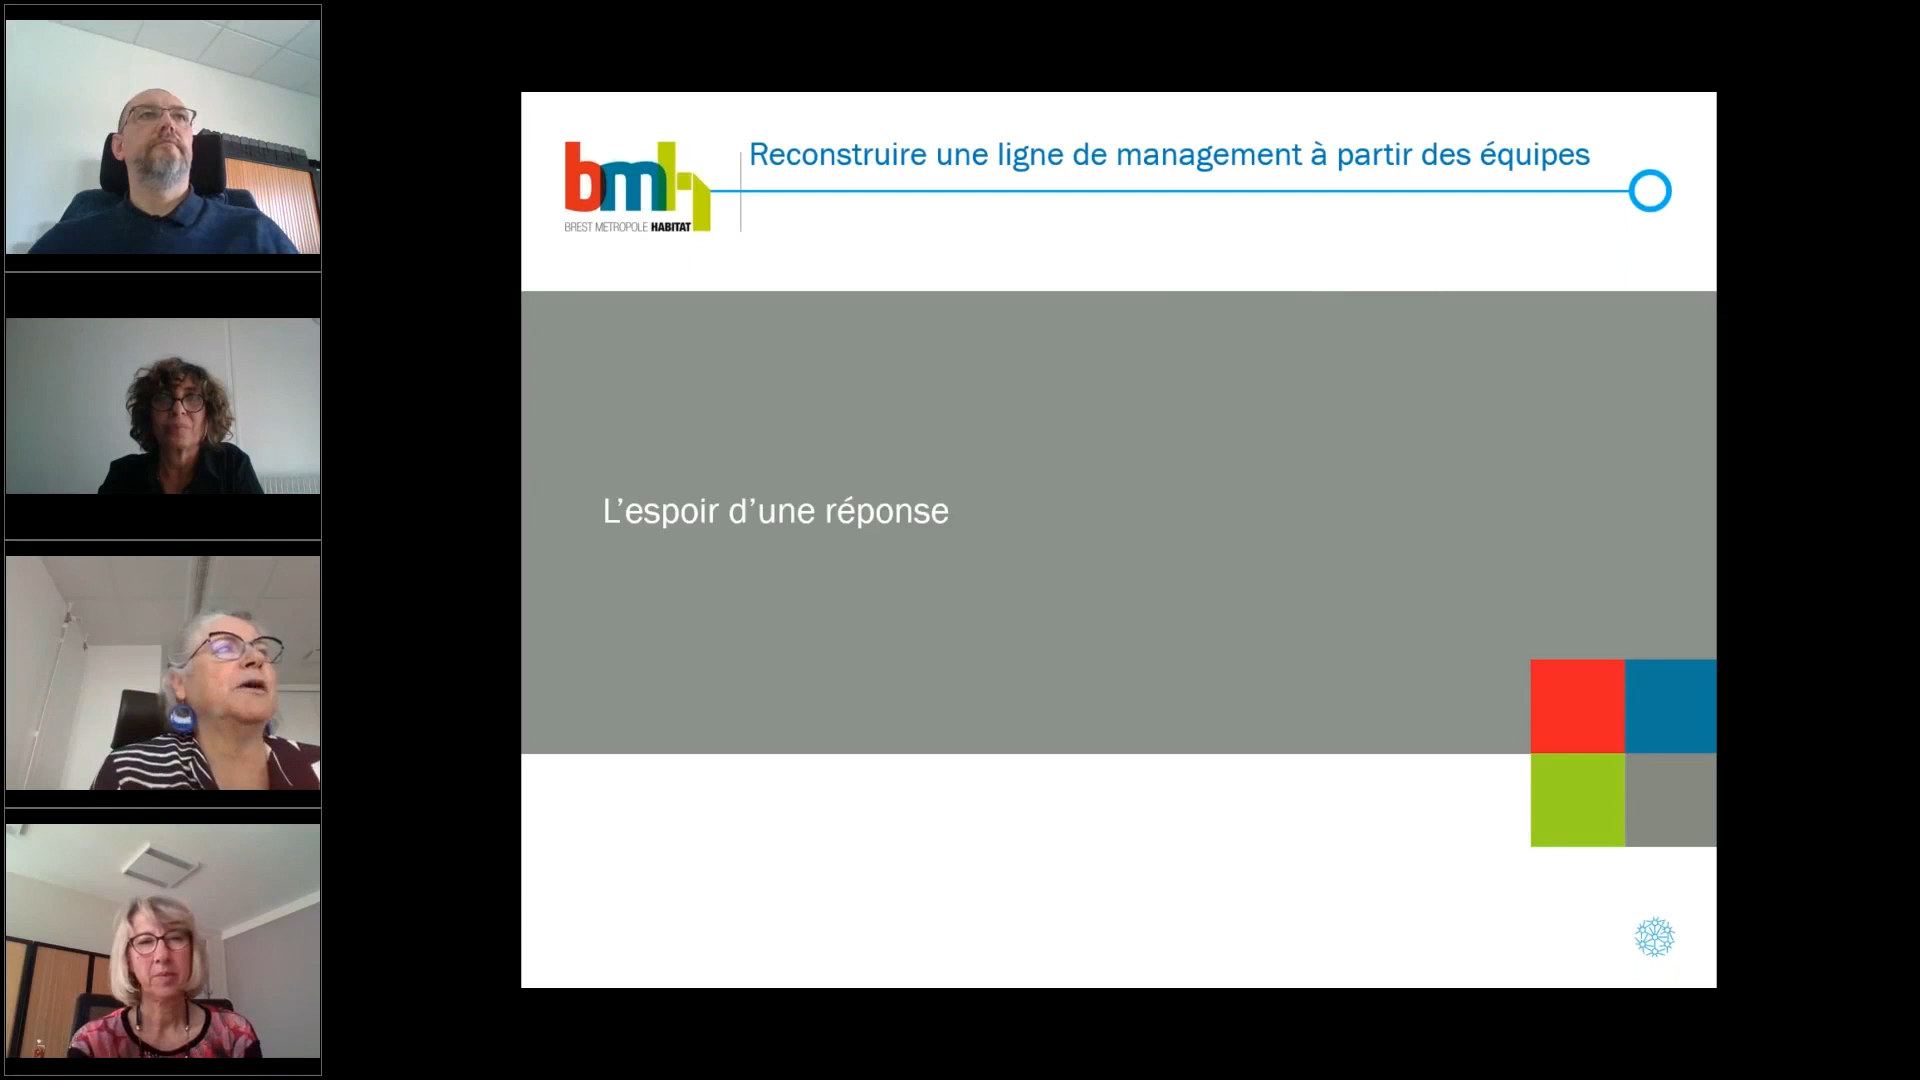 Reconstruire une ligne de management à partir des équipes
bmh
BREST METROPOLE HABITAT
L’espoir d’une réponse